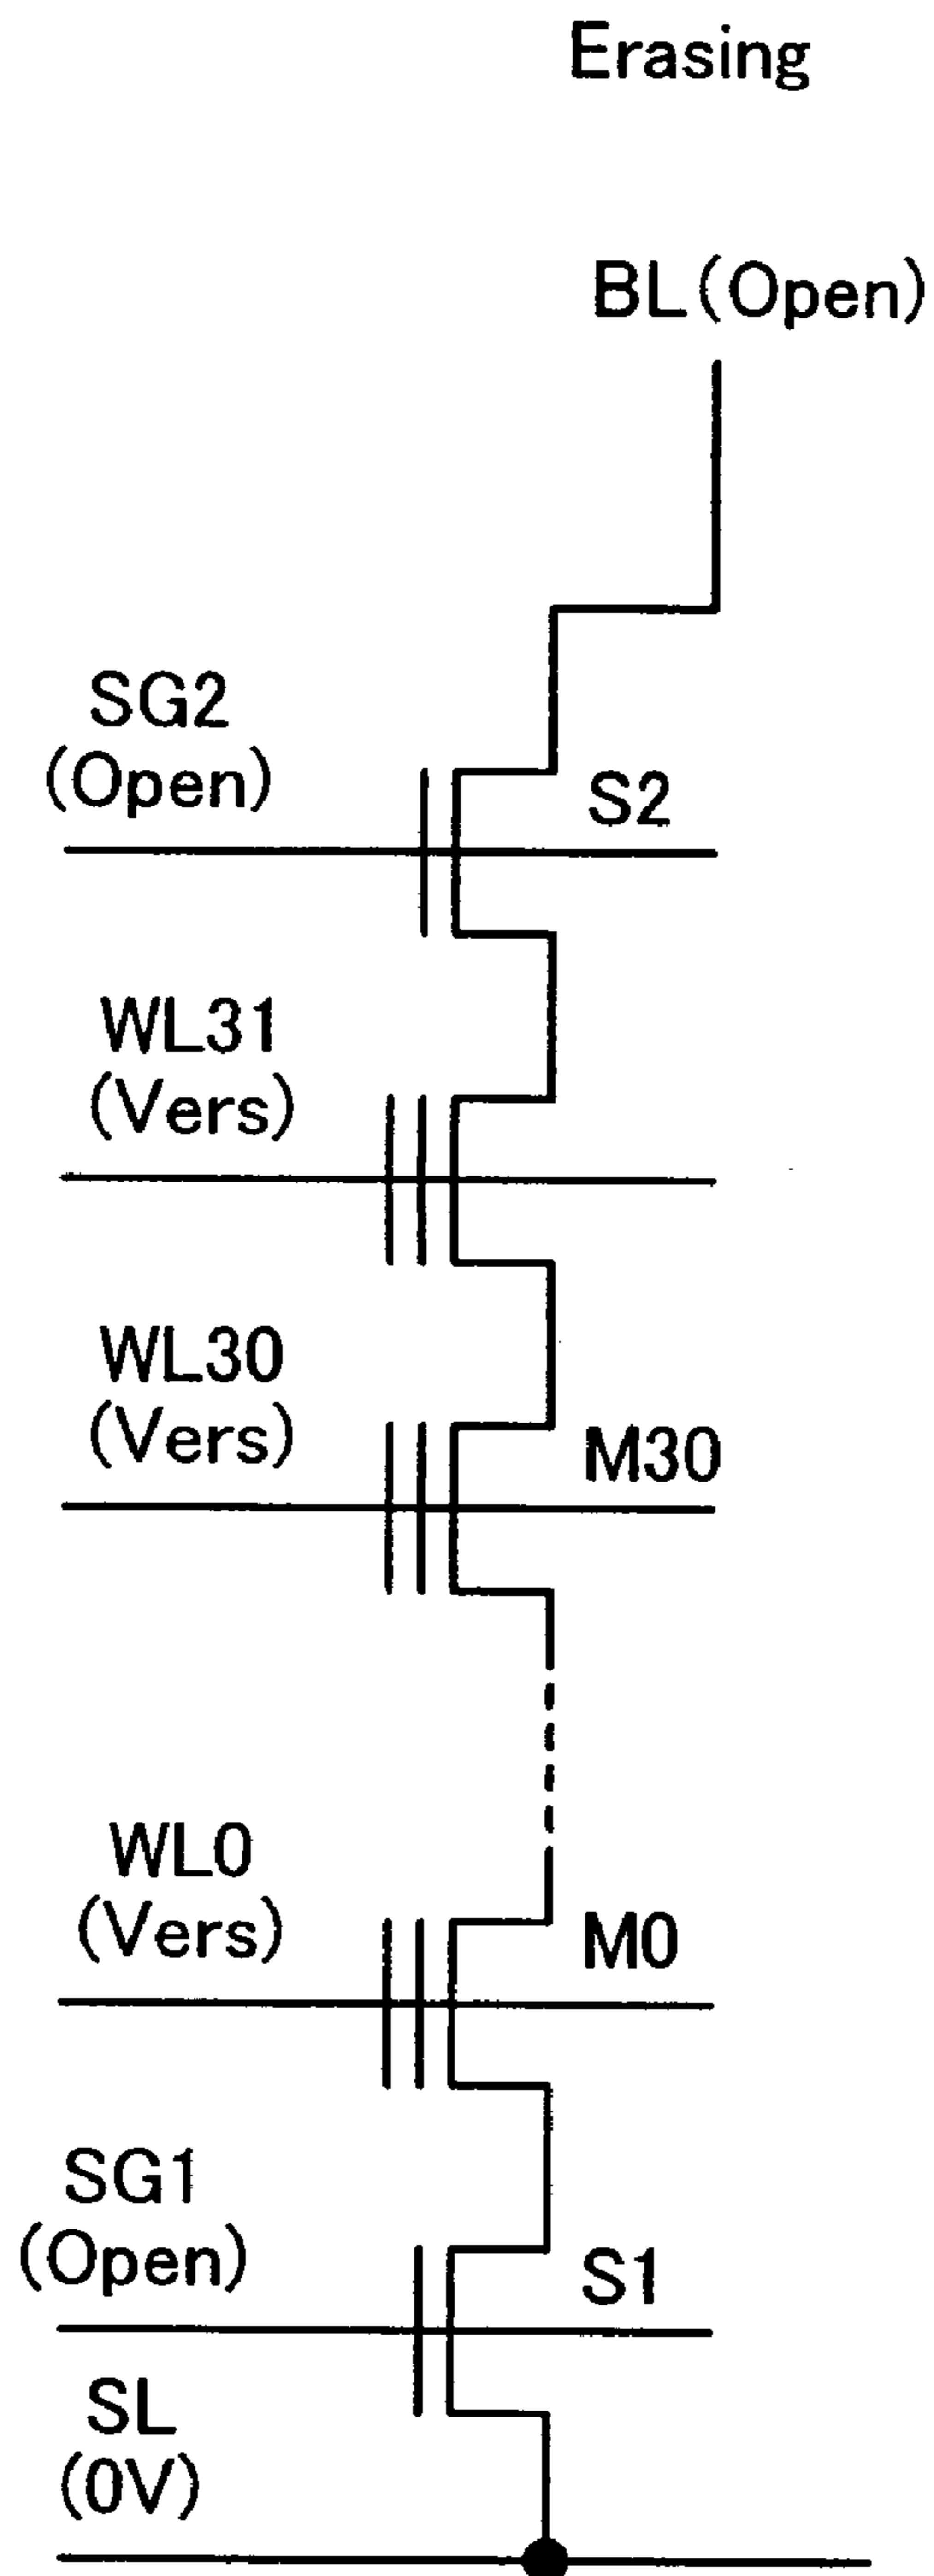 Erasing
BL(Open)
SG2
(Open)
S2
WL31
(Vers)
WL30
(Vers)
M30
WL0
(Vers)
M0
SG1
(Open)
S1
SL
(0V)